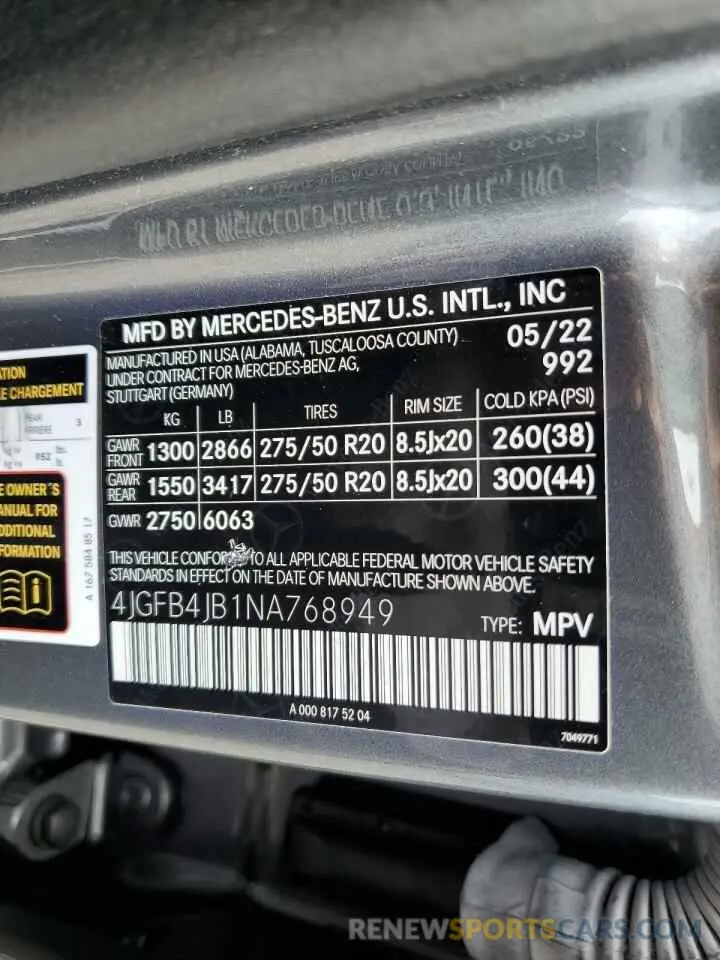 MFD BY MERCEDES-BENZ U.S. INTL., INC
MANUFACTURED IN USA (ALABAMA, TUSCALOOSA COUNTY)
UNDER CONTRACT FOR MERCEDES-BENZ AG,
STUTTGART (GERMANY)
05/22
992
KG LB TIRES RIM SIZE COLD KPA (PSI)
GAWR FRONT 1300 2866 275/50 R20 8.5Jx20 260(38)
GAWR REAR 1550 3417 275/50 R20 8.5Jx20 300(44)
GVWR 2750 6063
THIS VEHICLE TO ALL APPLICABLE FEDERAL MOTOR VEHICLE SAFETY
STANDARDS IN EFFECT ON THE DATE OF MANUFACTURE SHOWN ABOVE.
4JGFB4JB1NA768949
TYPE: MPV
A 000 817 52 04
7049771
ATION
E CHARGEMENT
REAR 3
952 lbs.
E OWNER'S
ANUAL FOR
DDITIONAL
FORMATION
A 167 584 85 17
RENEWSPORTSCARS.COM